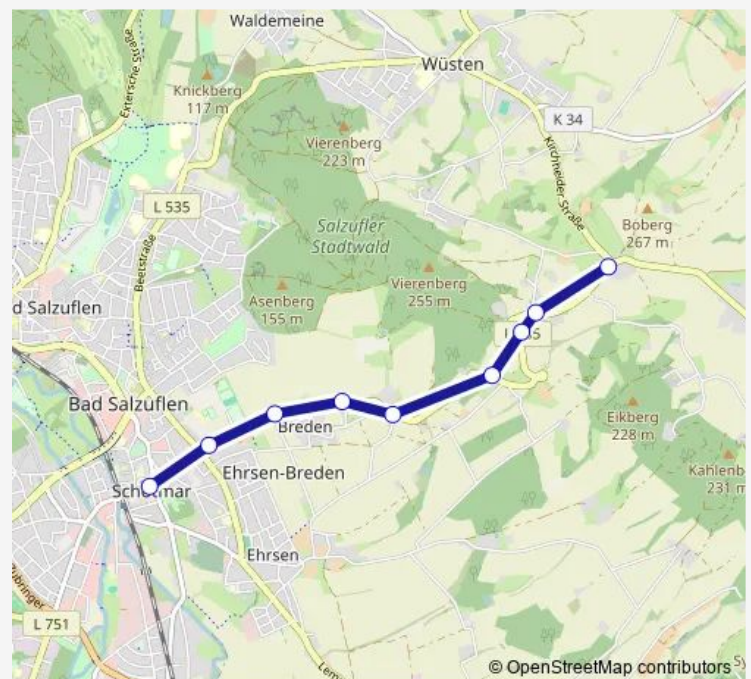 Waldemeine
Extersche Straße
Wüsten
Knickberg
117 m
K 34
Vierenberg
223 m
Kirchheider Straße
L 535
Salzufler
Stadtwald
Boberg
267 m
Beetstraße
Vierenberg
255 m
Asenberg
155 m
d Salzuflen
Bad Salzuflen
Eikberg
228 m
Breden
Ehrsen-Breden
Kahlenb
231 m
Ehrsen
L 751
© OpenStreetMap contributors